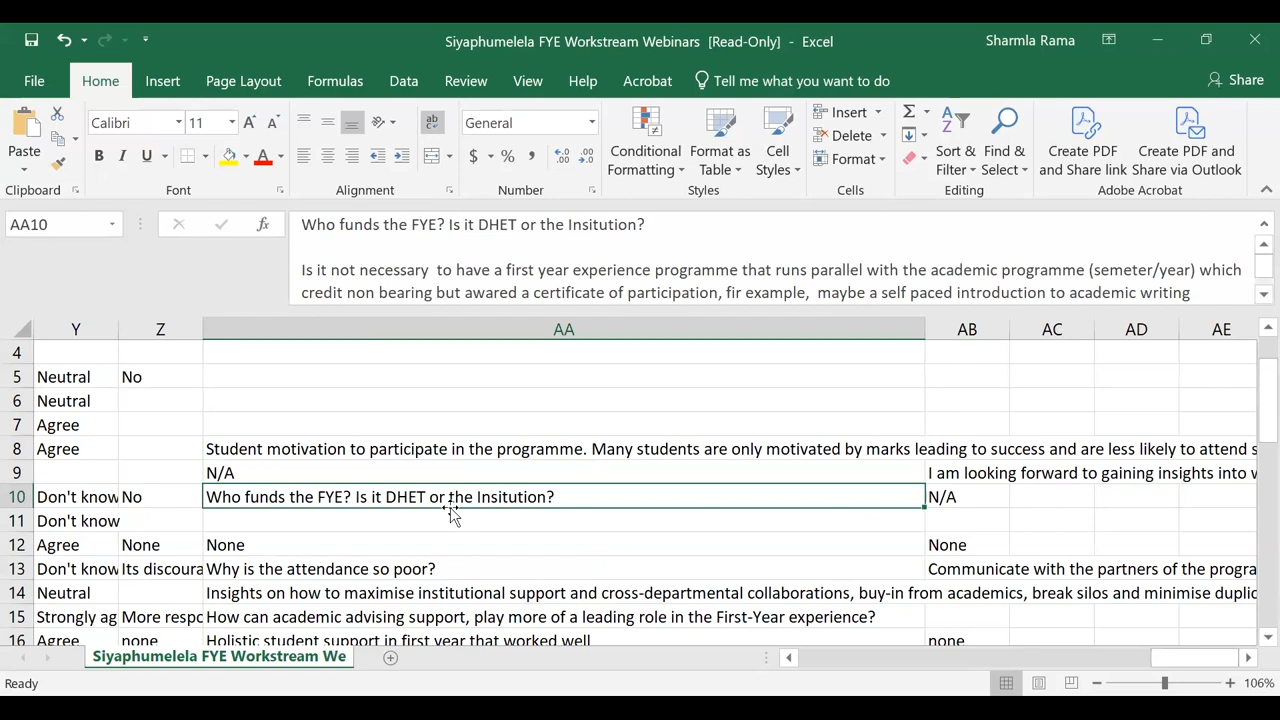 Siyaphumelela FYE Workstream Webinars [Read-Only] - Excel
Sharmla Rama
File Home Insert Page Layout Formulas Data Review View Help Acrobat Tell me what you want to do Share
Paste
Calibri 11
B I U A
A A
ab c
General
$ % ,
Conditional Formatting
Format as Table
Cell Styles
Insert
Delete
Format
Sort & Filter
Find & Select
Create PDF and Share link
Create PDF and Share via Outlook
Clipboard Font Alignment Number Styles Cells Editing Adobe Acrobat
AA10 fx
Who funds the FYE? Is it DHET or the Insitution?
Is it not necessary to have a first year experience programme that runs parallel with the academic programme (semeter/year) which
credit non bearing but awared a certificate of participation, fir example, maybe a self paced introduction to academic writing
Y Z AA AB AC AD AE
4
5 Neutral No
6 Neutral
7 Agree
8 Agree Student motivation to participate in the programme. Many students are only motivated by marks leading to success and are less likely to attend s
9 N/A I am looking forward to gaining insights into
10 Don't know No Who funds the FYE? Is it DHET or the Insitution? N/A
11 Don't know
12 Agree None None None
13 Don't know Its discoura Why is the attendance so poor? Communicate with the partners of the progra
14 Neutral Insights on how to maximise institutional support and cross-departmental collaborations, buy-in from academics, break silos and minimise duplic
15 Strongly ag More respo How can academic advising support, play more of a leading role in the First-Year experience?
16 Agree none Holistic student support in first year that worked well none
Siyaphumelela FYE Workstream We
Ready 106%